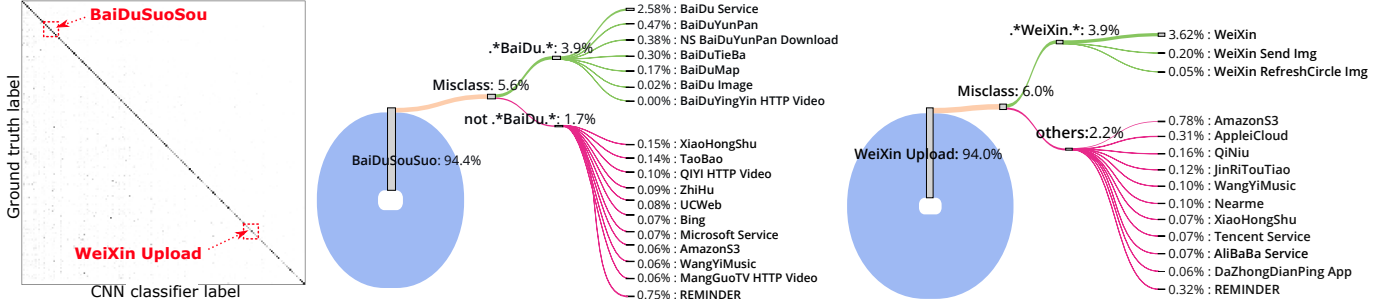 BaiDuSuoSou
WeiXin Upload
Ground truth label
CNN classifier label
BaiDuSouSuo: 94.4%
Misclass: 5.6%
.*BaiDu.*: 3.9%
2.58% : BaiDu Service
0.47% : BaiDuYunPan
0.38% : NS BaiDuYunPan Download
0.30% : BaiDuTieBa
0.17% : BaiDuMap
0.02% : BaiDu Image
0.00% : BaiDuYingYin HTTP Video
not .*BaiDu.*: 1.7%
0.15% : XiaoHongShu
0.14% : TaoBao
0.10% : QIYI HTTP Video
0.09% : ZhiHu
0.08% : UCWeb
0.07% : Bing
0.07% : Microsoft Service
0.06% : AmazonS3
0.06% : WangYiMusic
0.06% : MangGuoTV HTTP Video
0.75% : REMINDER
WeiXin Upload: 94.0%
Misclass: 6.0%
.*WeiXin.*: 3.9%
3.62% : WeiXin
0.20% : WeiXin Send Img
0.05% : WeiXin RefreshCircle Img
others:2.2%
0.78% : AmazonS3
0.31% : AppleiCloud
0.16% : QiNiu
0.12% : JinRiTouTiao
0.10% : WangYiMusic
0.10% : Nearme
0.07% : XiaoHongShu
0.07% : Tencent Service
0.07% : AliBaBa Service
0.06% : DaZhongDianPing App
0.32% : REMINDER